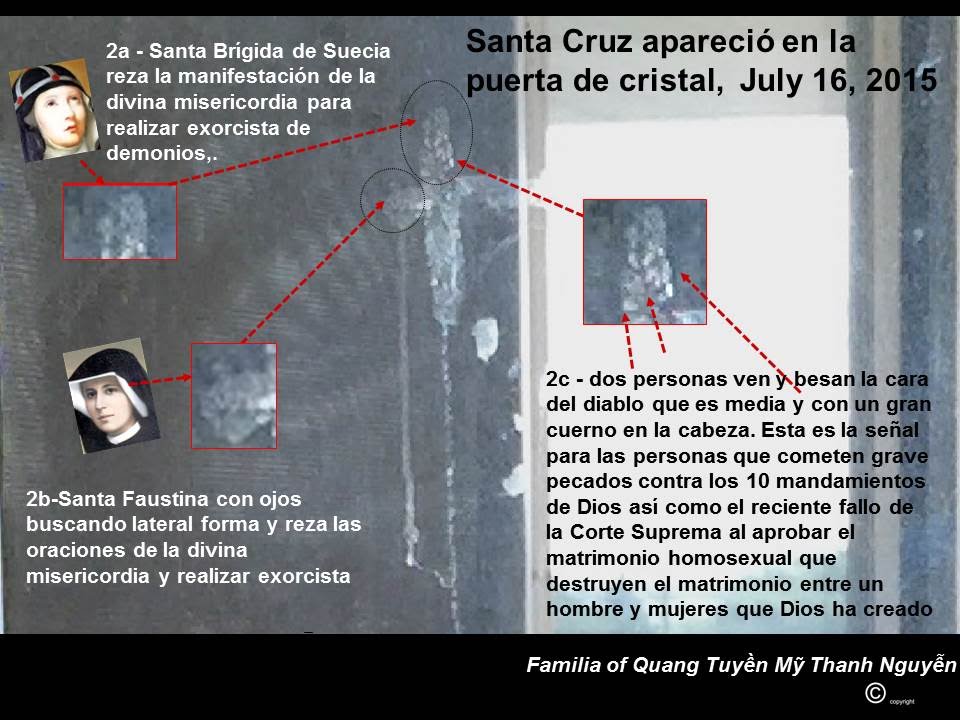 Santa Cruz apareció en la
puerta de cristal, July 16, 2015
2a - Santa Brígida de Suecia
reza la manifestación de la
divina misericordia para
realizar exorcista de
demonios,.
2b-Santa Faustina con ojos
buscando lateral forma y reza las
oraciones de la divina
misericordia y realizar exorcista
2c - dos personas ven y besan la cara
del diablo que es media y con un gran
cuerno en la cabeza. Esta es la señal
para las personas que cometen grave
pecados contra los 10 mandamientos
de Dios así como el reciente fallo de
la Corte Suprema al aprobar el
matrimonio homosexual que
destruyen el matrimonio entre un
hombre y mujeres que Dios ha creado
Familia of Quang Tuyền Mỹ Thanh Nguyễn
© copyright